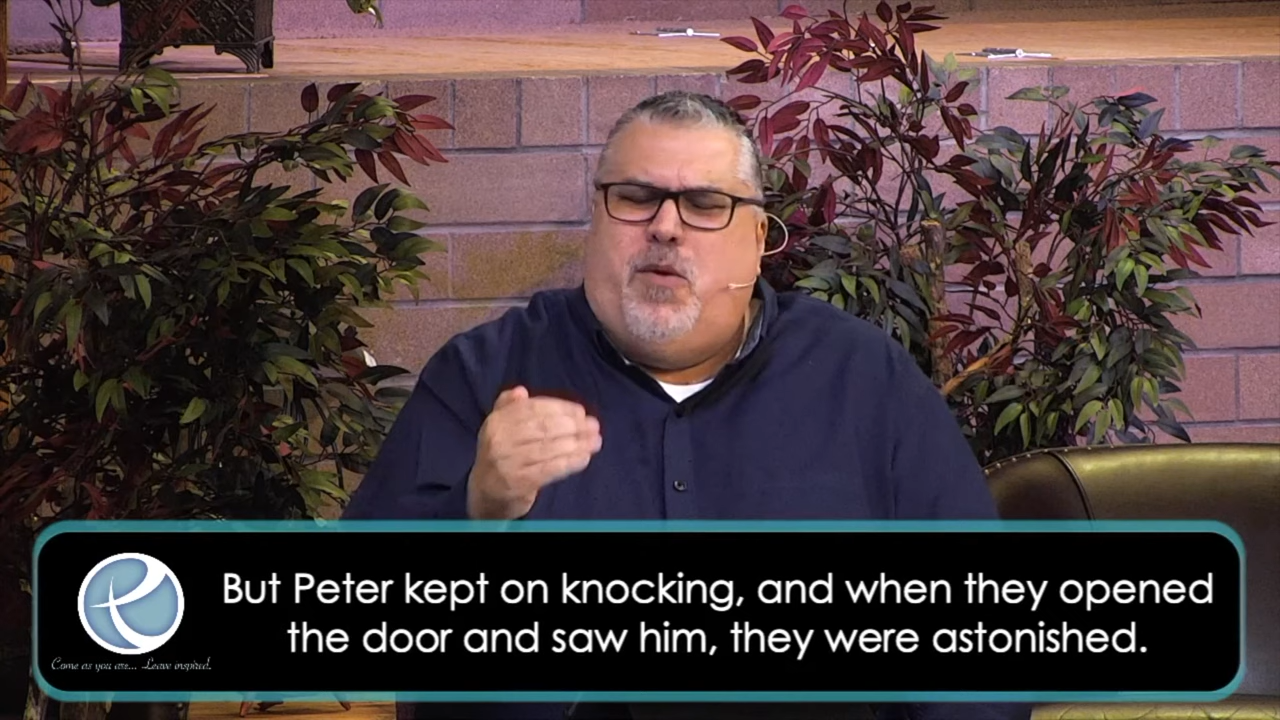 But Peter kept on knocking, and when they opened
the door and saw him, they were astonished.
Come as you are... Leave inspired.